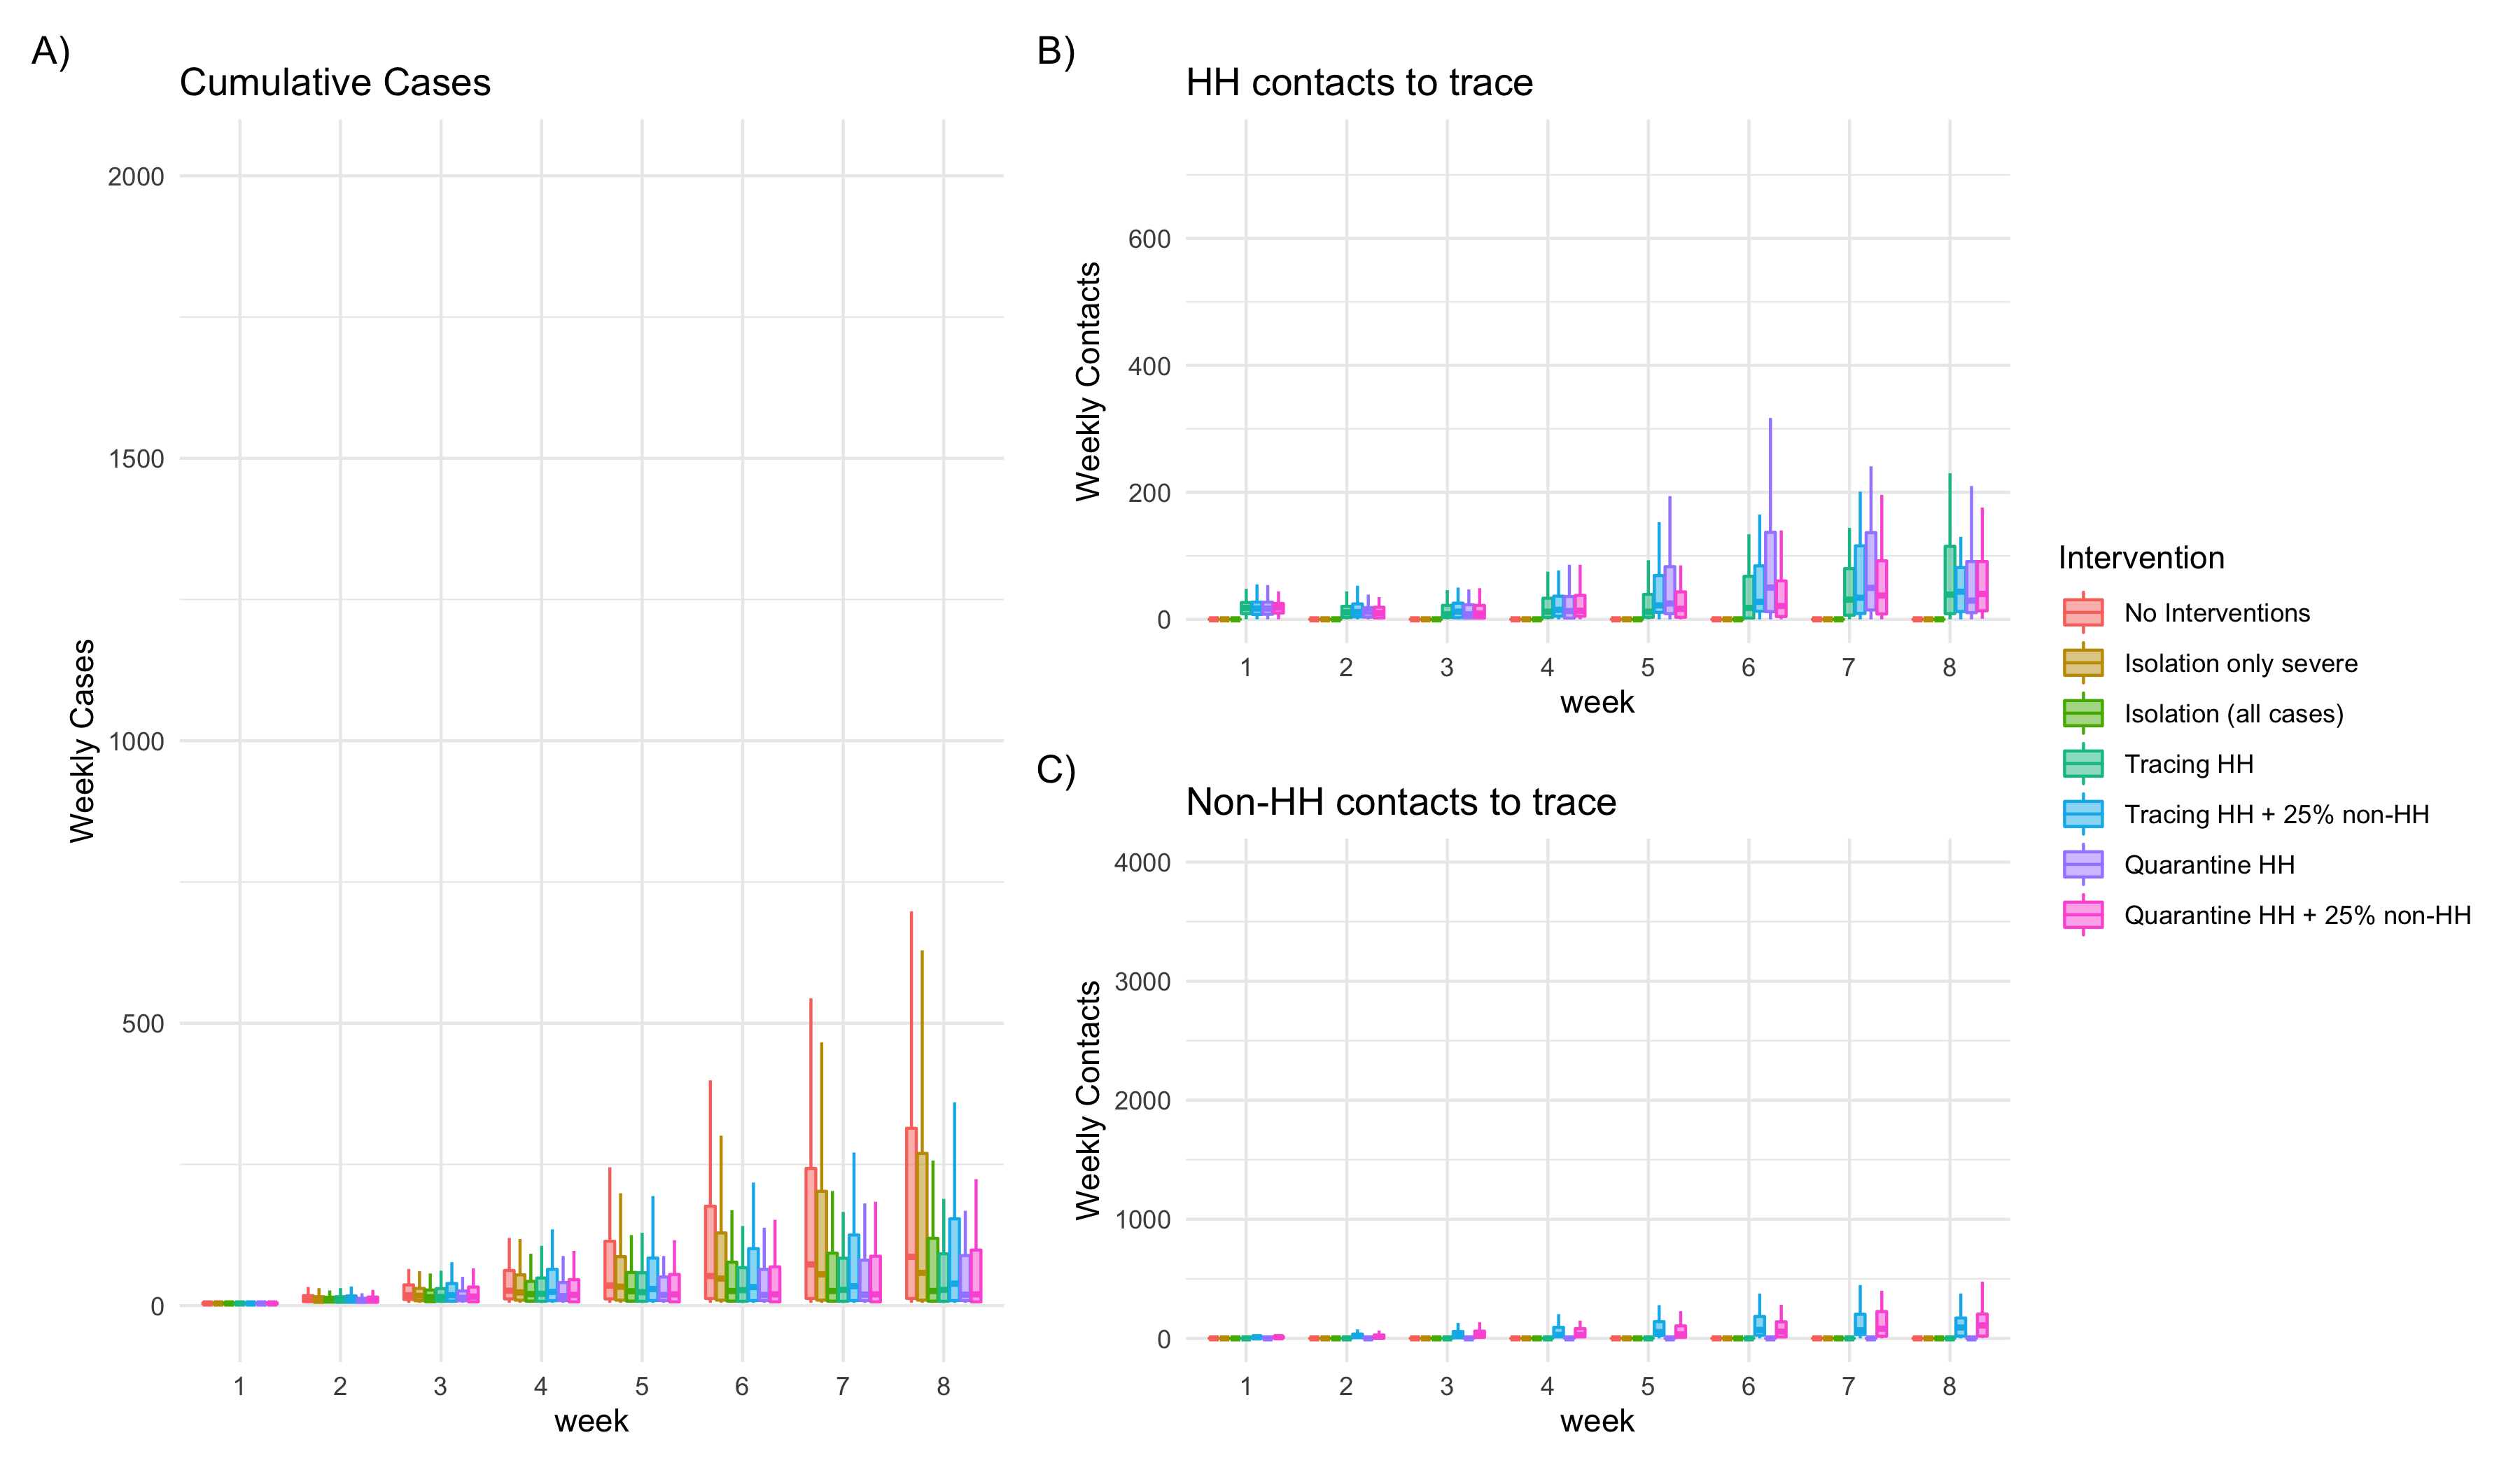 A)
Cumulative Cases
Weekly Cases
2000
1500
1000
500
0
1 2 3 4 5 6 7 8
week
B)
HH contacts to trace
Weekly Contacts
600
400
200
0
1 2 3 4 5 6 7 8
week
C)
Non-HH contacts to trace
Weekly Contacts
4000
3000
2000
1000
0
1 2 3 4 5 6 7 8
week
Intervention
No Interventions
Isolation only severe
Isolation (all cases)
Tracing HH
Tracing HH + 25% non-HH
Quarantine HH
Quarantine HH + 25% non-HH